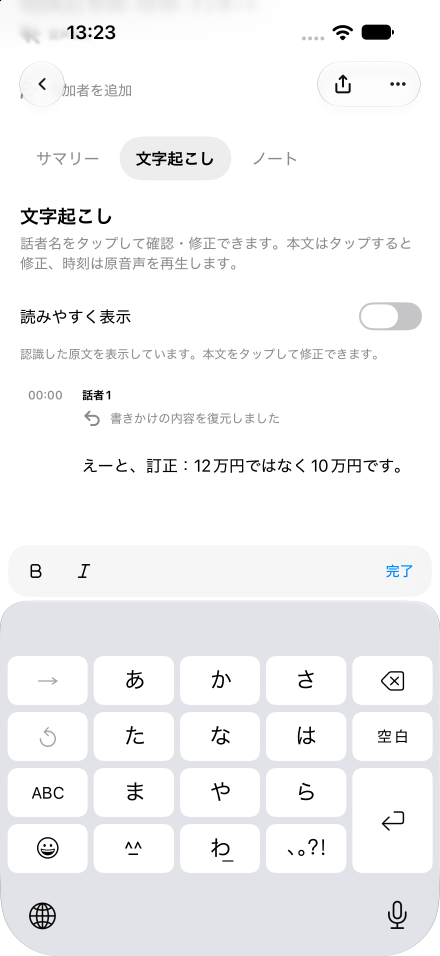 13:23
加者を追加
サマリー 文字起こし ノート
文字起こし
話者名をタップして確認・修正できます。本文はタップすると
修正、時刻は原音声を再生します。
読みやすく表示
認識した原文を表示しています。本文をタップして修正できます。
00:00 話者1
書きかけの内容を復元しました
えーと、訂正：12万円ではなく10万円です。
B I 完了
→ あ か さ
た な は 空白
ABC ま や ら
^^ わ 、。?!